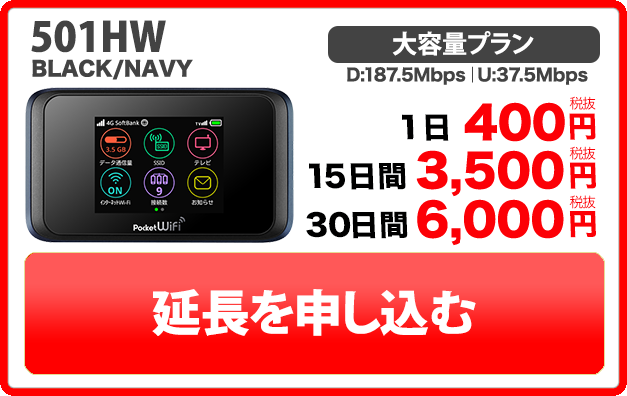 501HW
BLACK/NAVY
大容量プラン
D:187.5Mbps|U:37.5Mbps
4G SoftBank
TV
3.5 GB
データ通信量
SSID
SSID
テレビ
ON
インターネットWi-Fi
000
9
接続数
お知らせ
Pocket WiFi
1日 400円 税抜
15日間 3,500円 税抜
30日間 6,000円 税抜
延長を申し込む